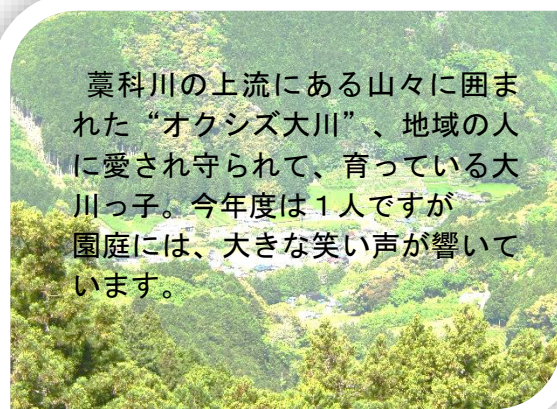 藁科川の上流にある山々に囲ま
れた“オクシズ大川”、地域の人
に愛され守られて、育っている大
川っ子。今年度は１人ですが
園庭には、大きな笑い声が響いて
います。